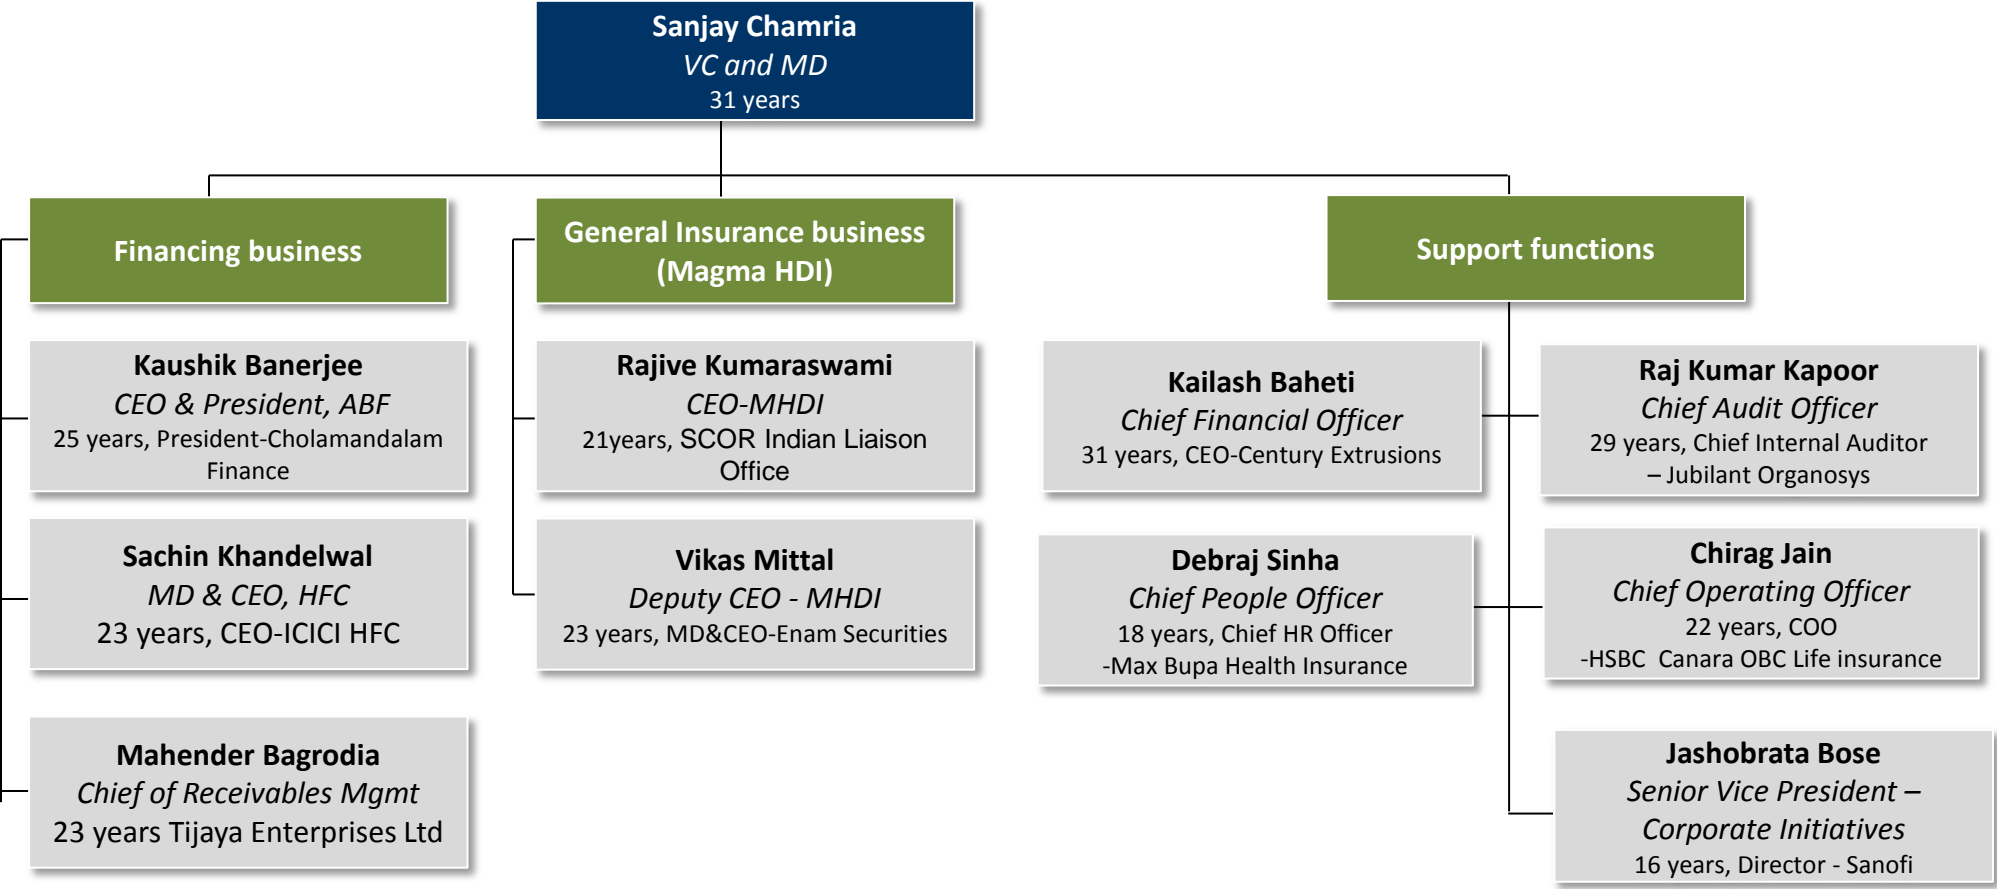 Sanjay Chamria
VC and MD
31 years
Financing business
General Insurance business
(Magma HDI)
Support functions
Kaushik Banerjee
CEO & President, ABF
25 years, President-Cholamandalam
Finance
Sachin Khandelwal
MD & CEO, HFC
23 years, CEO-ICICI HFC
Mahender Bagrodia
Chief of Receivables Mgmt
23 years Tijaya Enterprises Ltd
Rajive Kumaraswami
CEO-MHDI
21years, SCOR Indian Liaison
Office
Vikas Mittal
Deputy CEO - MHDI
23 years, MD&CEO-Enam Securities
Kailash Baheti
Chief Financial Officer
31 years, CEO-Century Extrusions
Debraj Sinha
Chief People Officer
18 years, Chief HR Officer
-Max Bupa Health Insurance
Raj Kumar Kapoor
Chief Audit Officer
29 years, Chief Internal Auditor
– Jubilant Organosys
Chirag Jain
Chief Operating Officer
22 years, COO
-HSBC  Canara OBC Life insurance
Jashobrata Bose
Senior Vice President –
Corporate Initiatives
16 years, Director - Sanofi